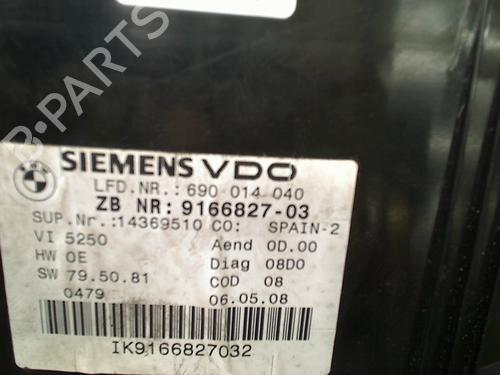 B-PARTS
BMW
SIEMENS VDO
LFD.NR.: 690 014 040
ZB NR: 9166827-03
SUP.Nr.:14369510 CO: SPAIN-2
VI 5250 Aend 0D.00
HW 0E Diag 08D0
SW 79.50.81 COD 08
0479 06.05.08
IK9166827032